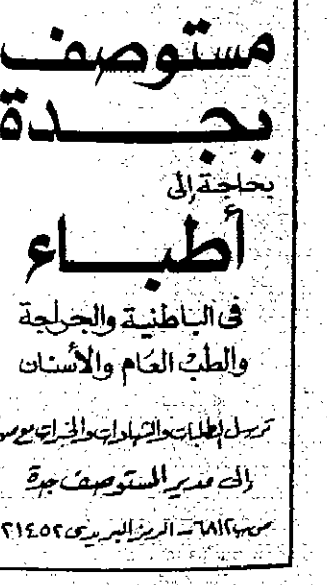 مستوصف
بجدة
بحاجة إلى
أطباء
في الباطنية والجراحة
والطب العام والأسنان
ترسل الطلبات والشهادات والخبرات مع
إلى مدير المستوصف جدة
ص ب ٦٨١٢ - الرمز البريدي ٢١٤٥٢